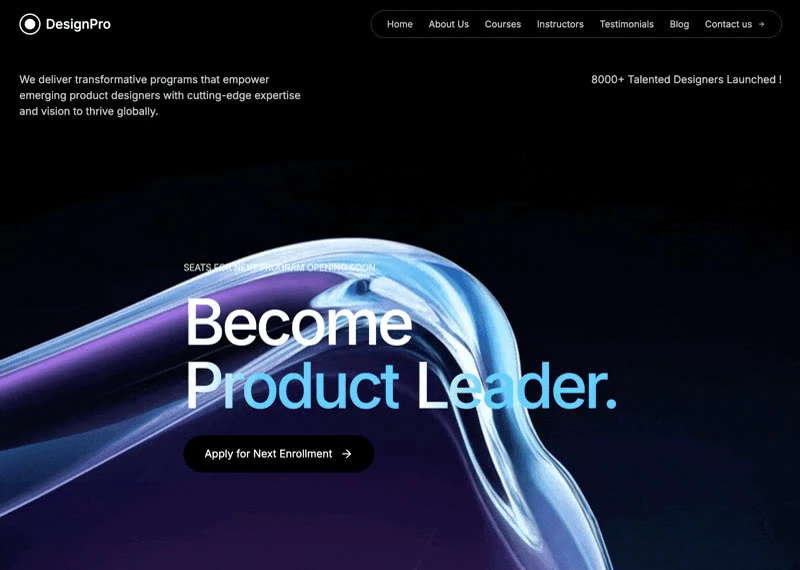 DesignPro
Home About Us Courses Instructors Testimonials Blog Contact us →
We deliver transformative programs that empower
emerging product designers with cutting-edge expertise
and vision to thrive globally.
8000+ Talented Designers Launched !
SEATS FOR NEXT PROGRAM OPENING SOON
Become
Product Leader.
Apply for Next Enrollment →